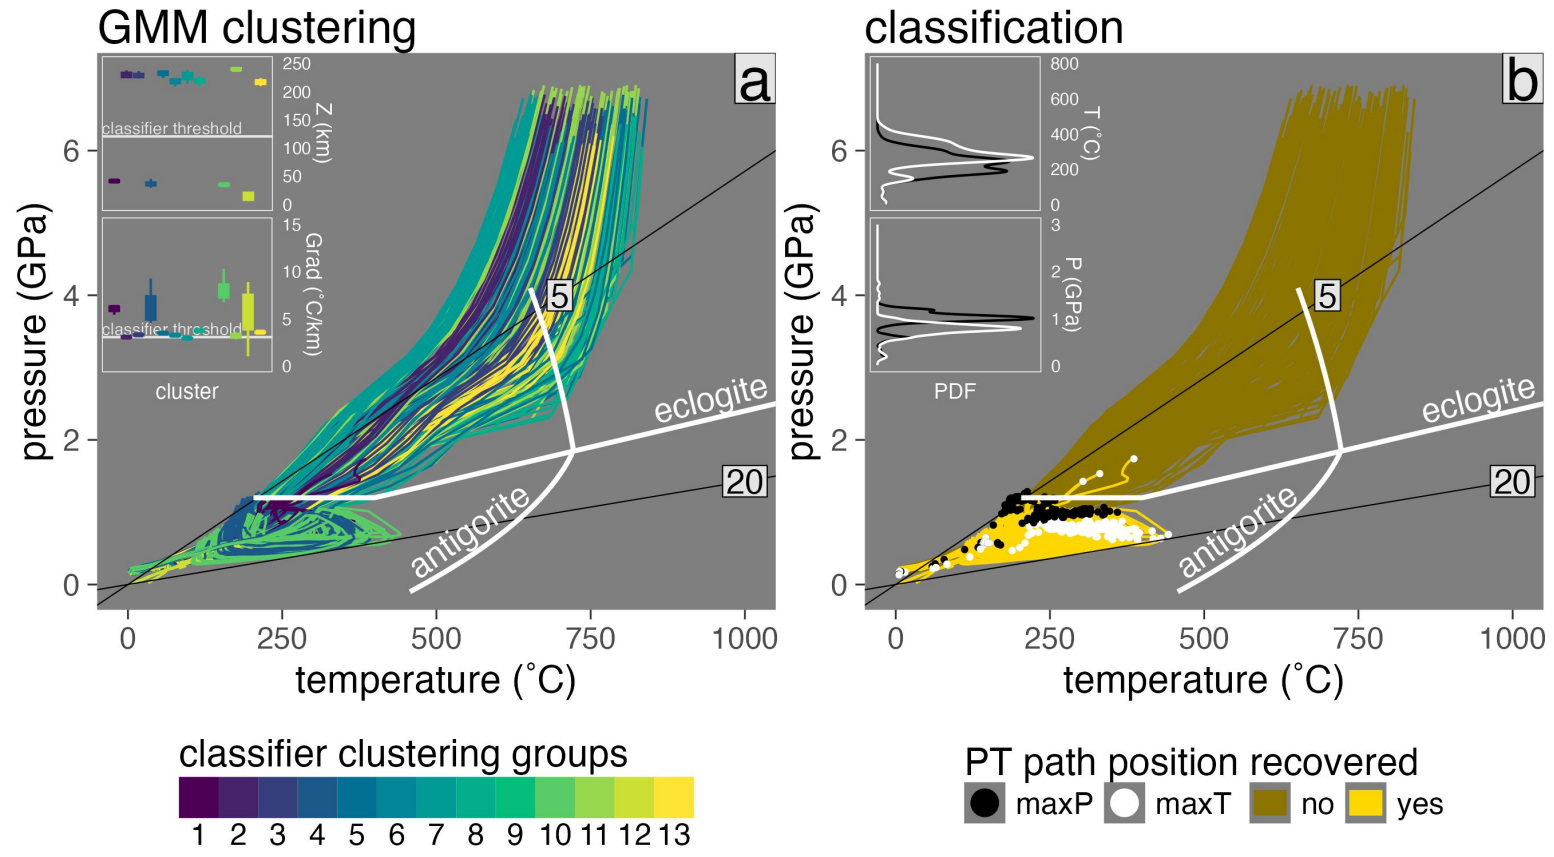 GMM clustering
a
250
200
150
100
50
0
Z (km)
classifier threshold
15
10
5
0
Grad (˚C/km)
classifier threshold
cluster
5
20
eclogite
antigorite
6
4
2
0
pressure (GPa)
0 250 500 750 1000
temperature (˚C)
classifier clustering groups
1 2 3 4 5 6 7 8 9 10 11 12 13
classification
b
800
600
400
200
0
T (˚C)
3
2
1
0
P (GPa)
PDF
5
20
eclogite
antigorite
6
4
2
0
pressure (GPa)
0 250 500 750 1000
temperature (˚C)
PT path position recovered
maxP maxT no yes